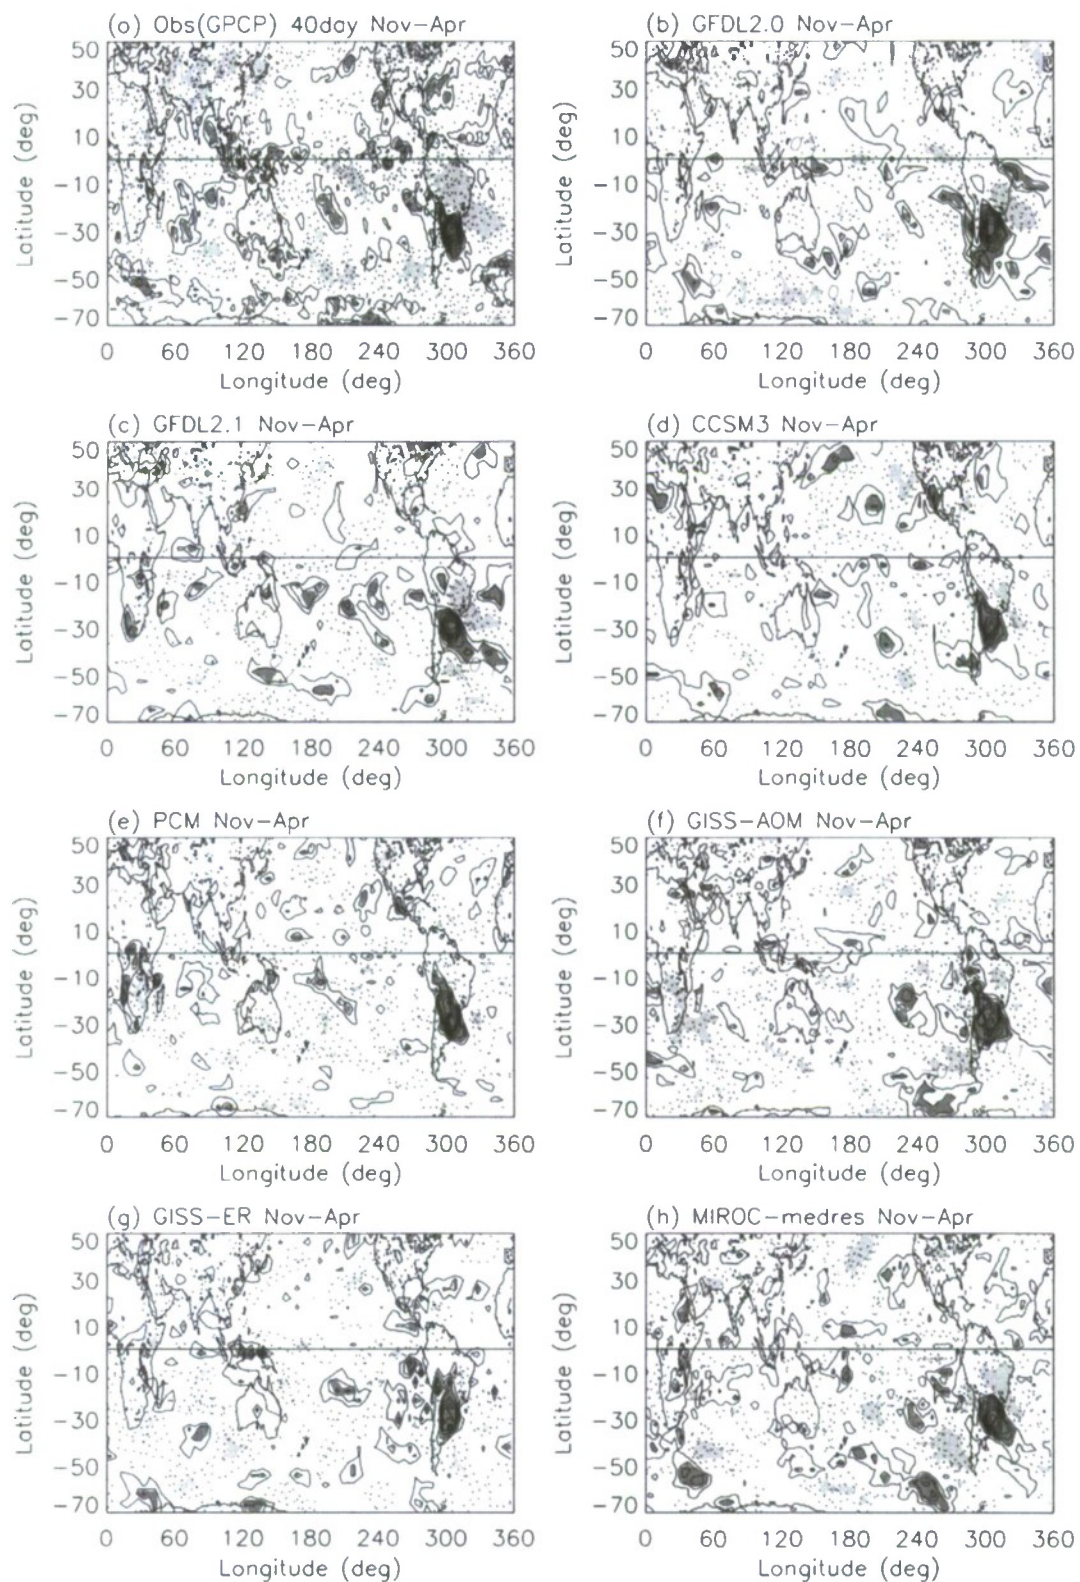 (a) Obs(GPCP) 40day Nov-Apr
50
30
10
-10
-30
-50
-70
Latitude (deg)
0 60 120 180 240 300 360
Longitude (deg)
(b) GFDL2.0 Nov-Apr
50
30
10
-10
-30
-50
-70
Latitude (deg)
0 60 120 180 240 300 360
Longitude (deg)
(c) GFDL2.1 Nov-Apr
50
30
10
-10
-30
-50
-70
Latitude (deg)
0 60 120 180 240 300 360
Longitude (deg)
(d) CCSM3 Nov-Apr
50
30
10
-10
-30
-50
-70
Latitude (deg)
0 60 120 180 240 300 360
Longitude (deg)
(e) PCM Nov-Apr
50
30
10
-10
-30
-50
-70
Latitude (deg)
0 60 120 180 240 300 360
Longitude (deg)
(f) GISS-AOM Nov-Apr
50
30
10
-10
-30
-50
-70
Latitude (deg)
0 60 120 180 240 300 360
Longitude (deg)
(g) GISS-ER Nov-Apr
50
30
10
-10
-30
-50
-70
Latitude (deg)
0 60 120 180 240 300 360
Longitude (deg)
(h) MIROC-medres Nov-Apr
50
30
10
-10
-30
-50
-70
Latitude (deg)
0 60 120 180 240 300 360
Longitude (deg)